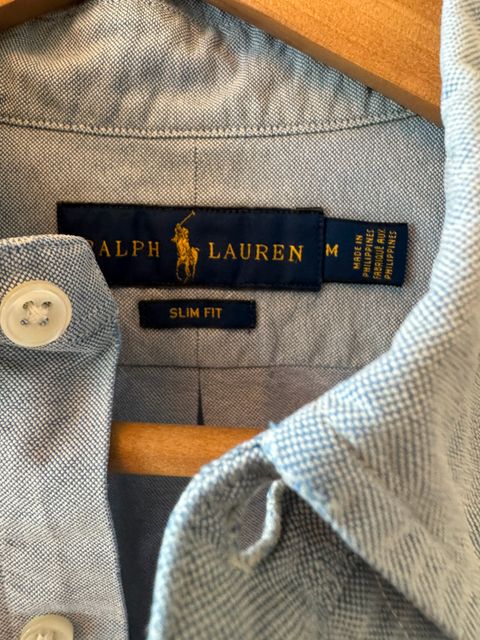 RALPH LAUREN
M
MADE IN
PHILIPPINES
FABRIQUÉ AUX
PHILIPPINES
SLIM FIT